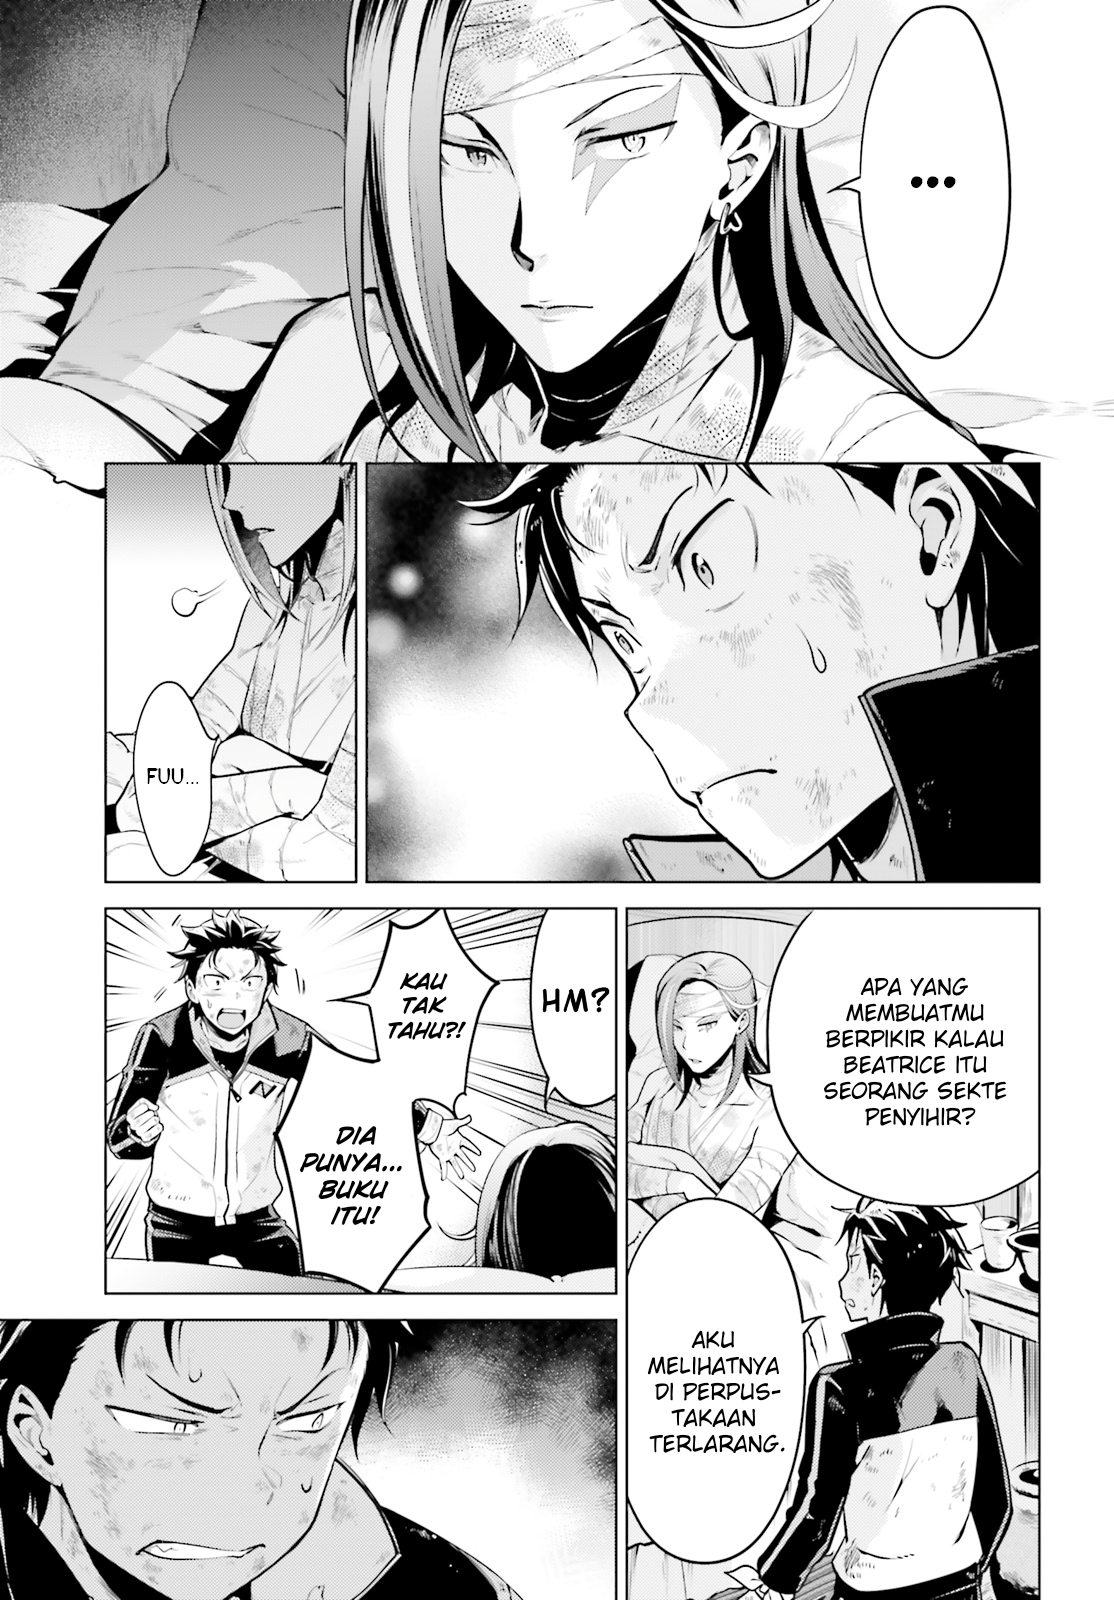 ...
FUU...
APA YANG
MEMBUATMU
BERPIKIR KALAU
BEATRICE ITU
SEORANG SEKTE
PENYIHIR?
HM?
KAU
TAK
TAHU?!
DIA
PUNYA...
BUKU
ITU!
AKU
MELIHATNYA
DI PERPUS-
TAKAAN
TERLARANG.